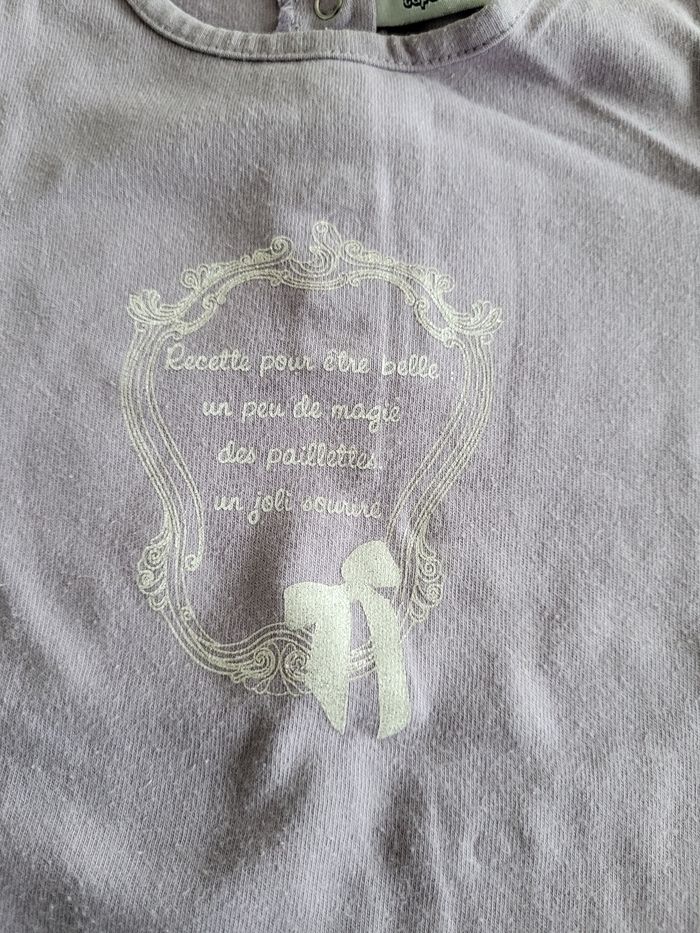 Recette pour être belle :
un peu de magie
des paillettes
un joli sourire